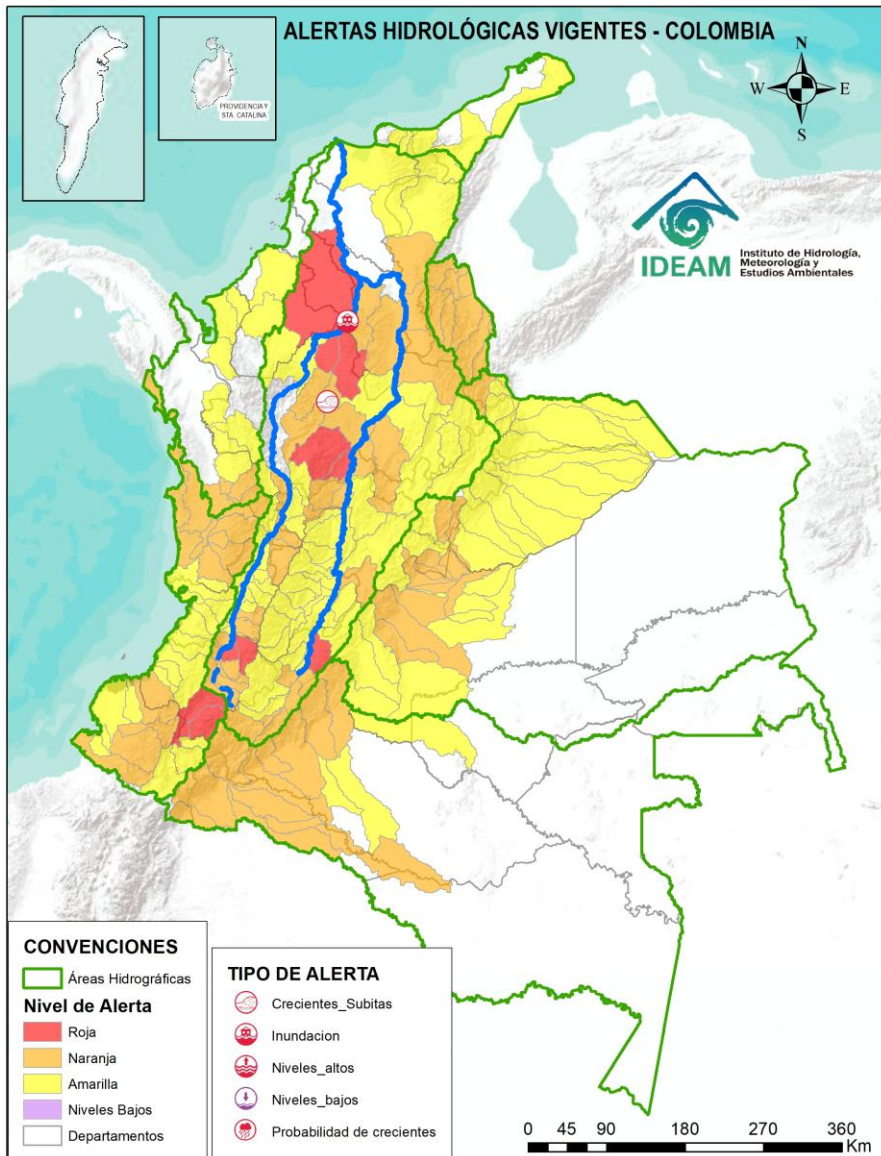 ALERTAS HIDROLÓGICAS VIGENTES - COLOMBIA
PROVIDENCIA Y
STA. CATALINA
N
W
E
S
IDEAM
Instituto de Hidrología,
Meteorología y
Estudios Ambientales
CONVENCIONES
Áreas Hidrográficas
Nivel de Alerta
Roja
Naranja
Amarilla
Niveles Bajos
Departamentos
TIPO DE ALERTA
Crecientes_Subitas
Inundacion
Niveles_altos
Niveles_bajos
Probabilidad de crecientes
0 45 90 180 270 360
Km